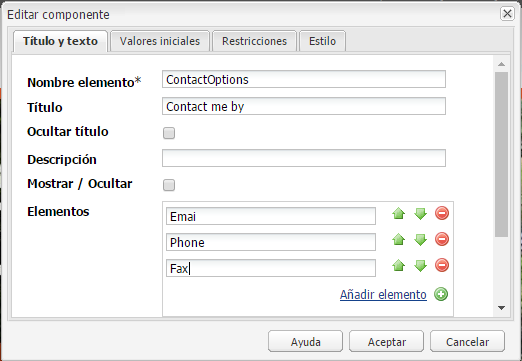 Editar componente
Título y texto Valores iniciales Restricciones Estilo
Nombre elemento* ContactOptions
Título Contact me by
Ocultar título
Descripción
Mostrar / Ocultar
Elementos Emai
Phone
Fax
Añadir elemento
Ayuda Aceptar Cancelar